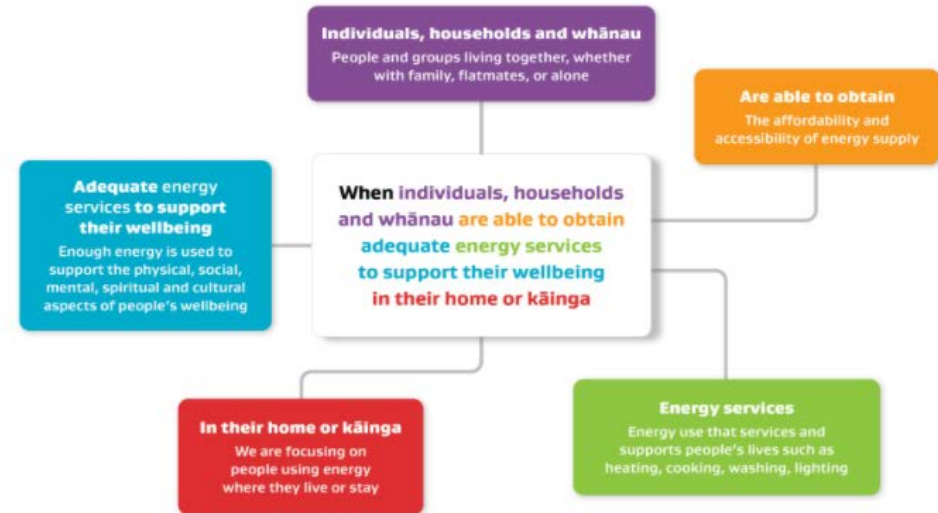 Individuals, households and whānau
People and groups living together, whether
with family, flatmates, or alone
Are able to obtain
The affordability and
accessibility of energy supply
Adequate energy
services to support
their wellbeing
Enough energy is used to
support the physical, social,
mental, spiritual and cultural
aspects of people's wellbeing
When individuals, households
and whānau are able to obtain
adequate energy services
to support their wellbeing
in their home or kāinga
In their home or kāinga
We are focusing on
people using energy
where they live or stay
Energy services
Energy use that services and
supports people's lives such as
heating, cooking, washing, lighting